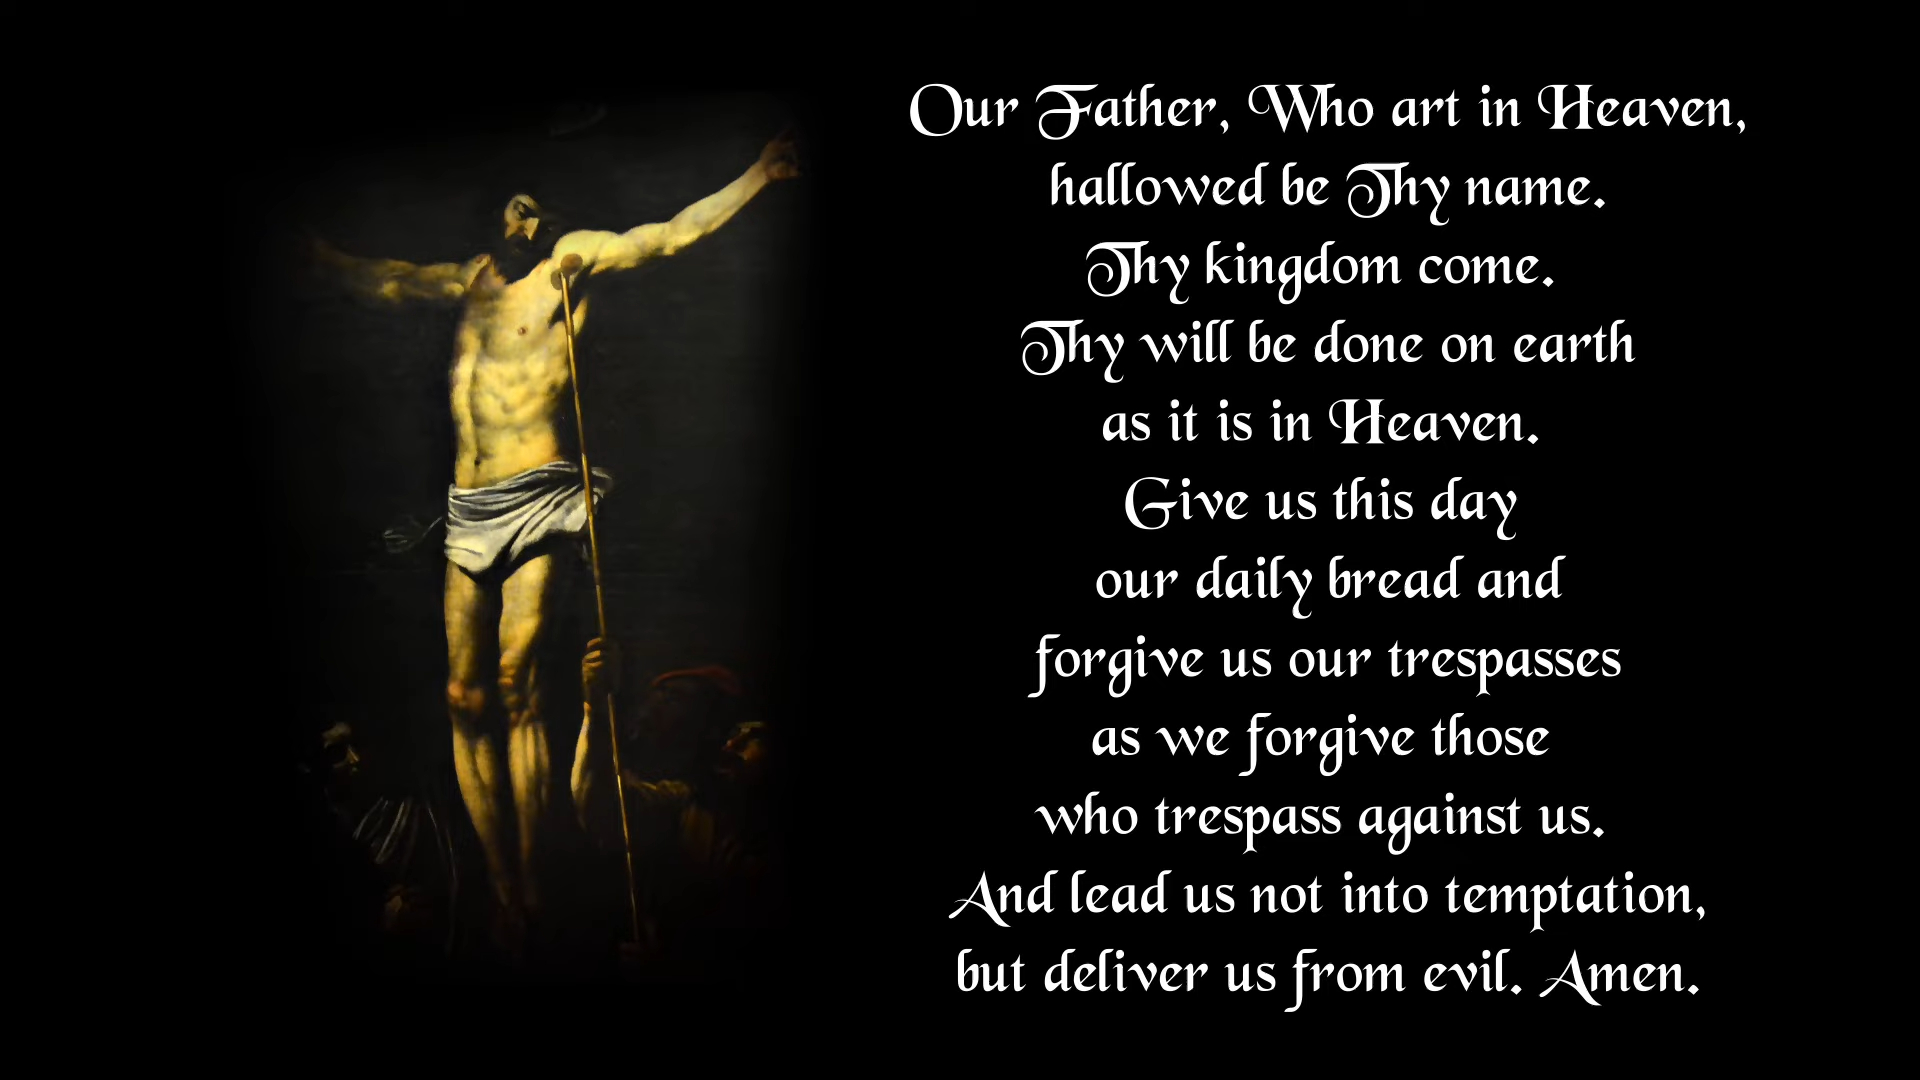 Our Father, Who art in Heaven,
hallowed be Thy name.
Thy kingdom come.
Thy will be done on earth
as it is in Heaven.
Give us this day
our daily bread and
forgive us our trespasses
as we forgive those
who trespass against us.
And lead us not into temptation,
but deliver us from evil. Amen.